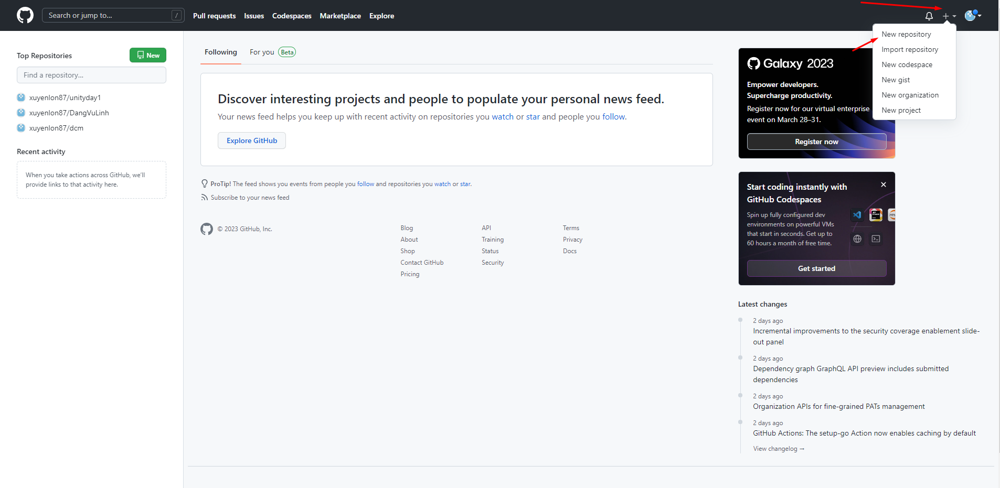 Search or jump to...
/
Pull requests
Issues
Codespaces
Marketplace
Explore
New repository
Import repository
New codespace
New gist
New organization
New project
Top Repositories
New
Find a repository...
xuyenlon87/unityday1
xuyenlon87/DangVuLinh
xuyenlon87/dcm
Recent activity
When you take actions across GitHub, we'll
provide links to that activity here.
Following
For you
Beta
Discover interesting projects and people to populate your personal news feed.
Your news feed helps you keep up with recent activity on repositories you watch or star and people you follow.
Explore GitHub
ProTip! The feed shows you events from people you follow and repositories you watch or star.
Subscribe to your news feed
© 2023 GitHub, Inc.
Blog
About
Shop
Contact GitHub
Pricing
API
Training
Status
Security
Terms
Privacy
Docs
Galaxy 2023
Empower developers.
Supercharge productivity.
Register now for our virtual enterprise
event on March 28–31.
Register now
Start coding instantly with
GitHub Codespaces
Spin up fully configured dev
environments on powerful VMs
that start in seconds. Get up to
60 hours a month of free time.
Get started
Latest changes
2 days ago
Incremental improvements to the security coverage enablement slide-
out panel
2 days ago
Dependency graph GraphQL API preview includes submitted
dependencies
2 days ago
Organization APIs for fine-grained PATs management
2 days ago
GitHub Actions: The setup-go Action now enables caching by default
View changelog →